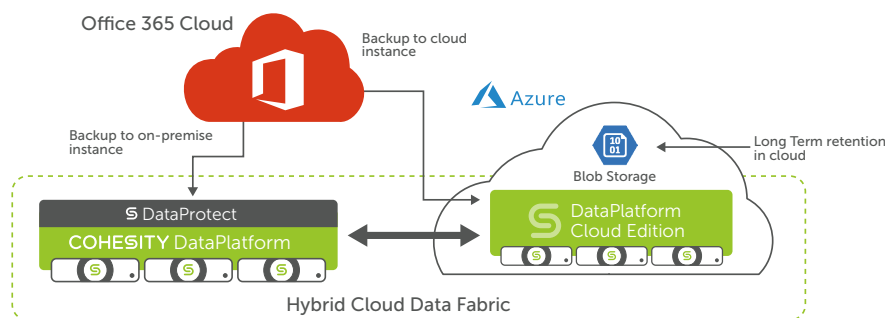 Office 365 Cloud
Backup to cloud
instance
Azure
Backup to on-premise
instance
10
01
Long Term retention
in cloud
Blob Storage
DataProtect
COHESITY DataPlatform
DataPlatform
Cloud Edition
Hybrid Cloud Data Fabric